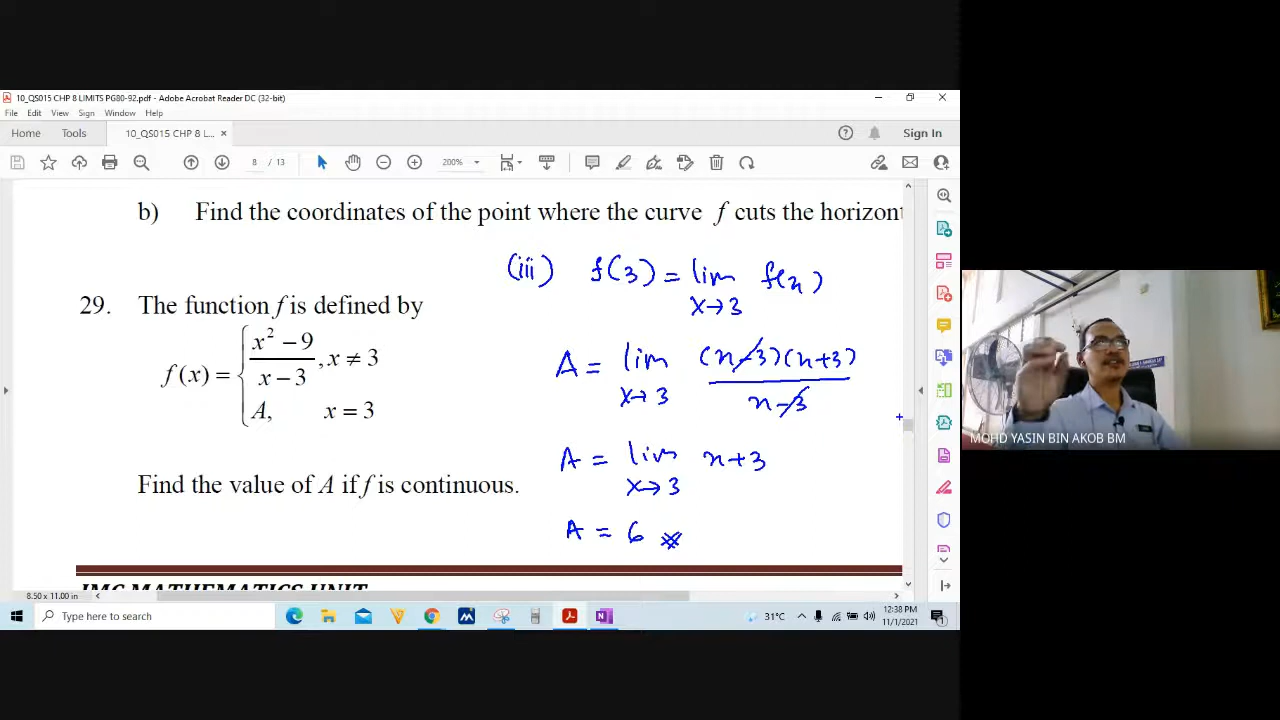 10_QS015 CHP 8 LIMITS PG80-92.pdf - Adobe Acrobat Reader DC (32-bit)
File Edit View Sign Window Help
Home Tools 10_QS015 CHP 8 L... × Sign In
8 / 13 200%
b) Find the coordinates of the point where the curve f cuts the horizont
(iii) f(3) = lim f(x)
x→3
29. The function f is defined by
f(x) = { x² − 9 / x − 3 , x ≠ 3
A, x = 3
A = lim (x-3)(x+3) / x-3
x→3
A = lim x+3
x→3
Find the value of A if f is continuous.
A = 6
MOHD YASIN BIN AKOB BM
8.50 x 11.00 in
Type here to search
31°C
12:38 PM
11/1/2021